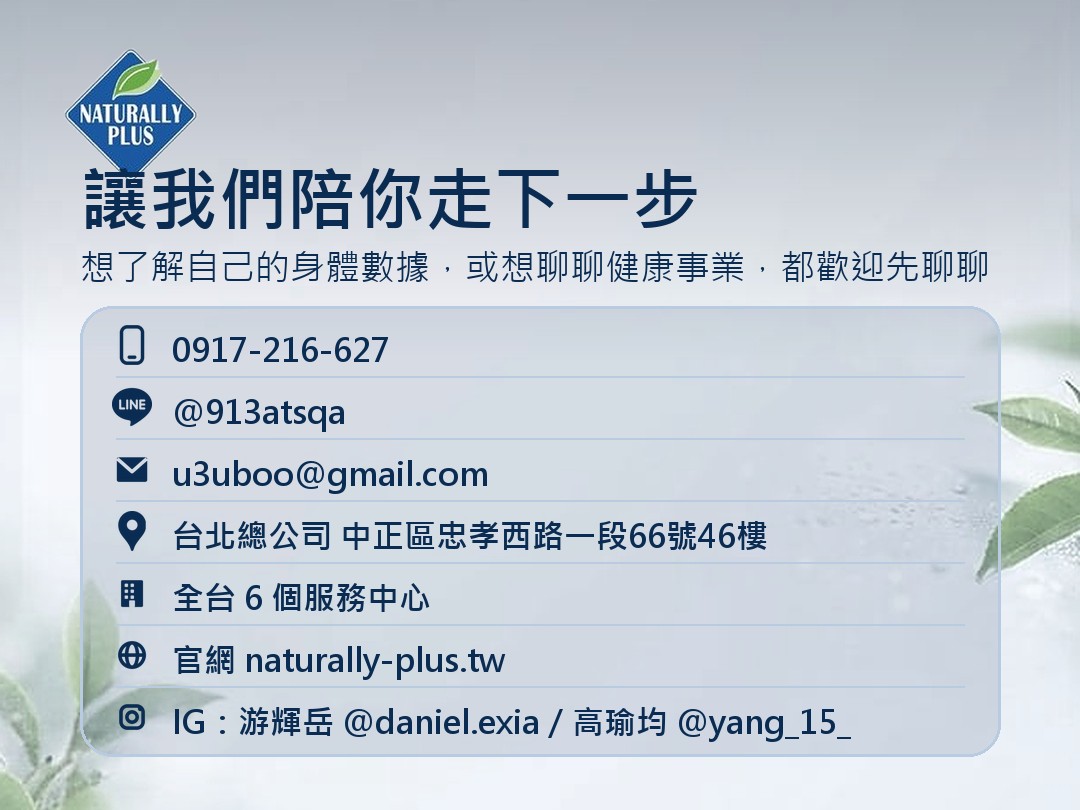 NATURALLY
PLUS
讓我們陪你走下一步
想了解自己的身體數據，或想聊聊健康事業，都歡迎先聊聊
0917-216-627
LINE
@913atsqa
u3uboo@gmail.com
台北總公司 中正區忠孝西路一段66號46樓
全台 6 個服務中心
官網 naturally-plus.tw
IG：游輝岳 @daniel.exia / 高瑜均 @yang_15_